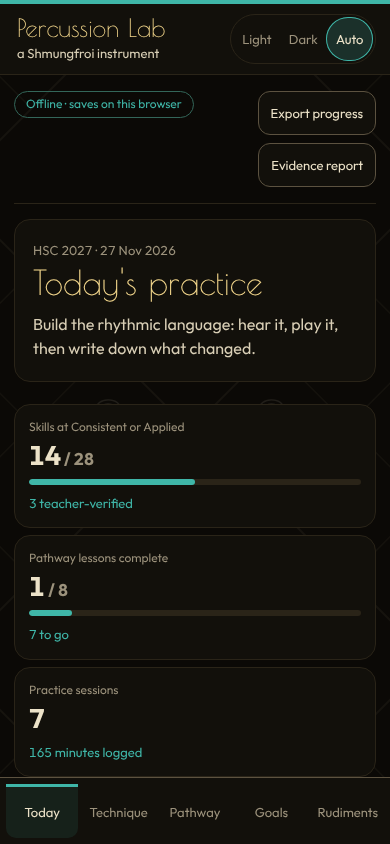 Percussion Lab
a Shmungfroi instrument
Light Dark Auto
Offline · saves on this browser
Export progress
Evidence report
HSC 2027 · 27 Nov 2026
Today's practice
Build the rhythmic language: hear it, play it,
then write down what changed.
Skills at Consistent or Applied
14 / 28
3 teacher-verified
Pathway lessons complete
1 / 8
7 to go
Practice sessions
7
165 minutes logged
Today Technique Pathway Goals Rudiments